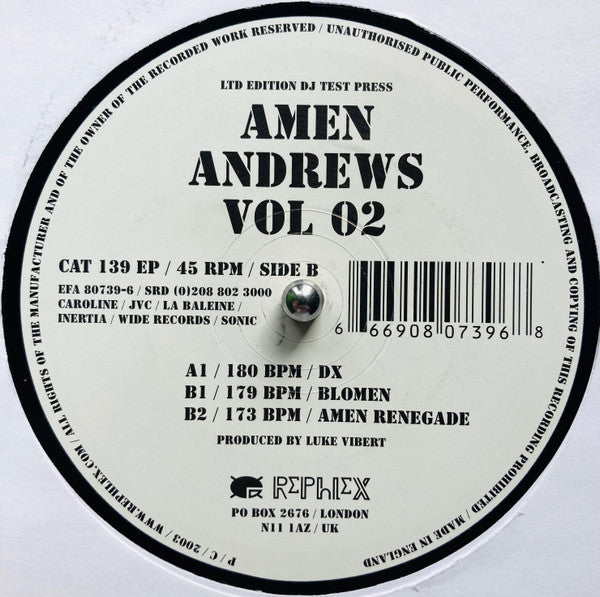 ALL RIGHTS OF THE MANUFACTURER AND OF THE OWNER OF THE RECORDED WORK RESERVED / UNAUTHORISED PUBLIC PERFORMANCE, BROADCASTING AND COPYING OF THIS RECORDING PROHIBITED / MADE IN ENGLAND
P / C / 2003 / WWW.REPHLEX.COM /
LTD EDITION DJ TEST PRESS
AMEN
ANDREWS
VOL 02
CAT 139 EP / 45 RPM / SIDE B
EFA 80739-6 / SRD (0)208 802 3000
CAROLINE / JVC / LA BALEINE /
INERTIA / WIDE RECORDS / SONIC
6 66908 07396 8
A1 / 180 BPM / DX
B1 / 179 BPM / BLOMEN
B2 / 173 BPM / AMEN RENEGADE
PRODUCED BY LUKE VIBERT
REPHLEX
PO BOX 2676 / LONDON
N11 1AZ / UK